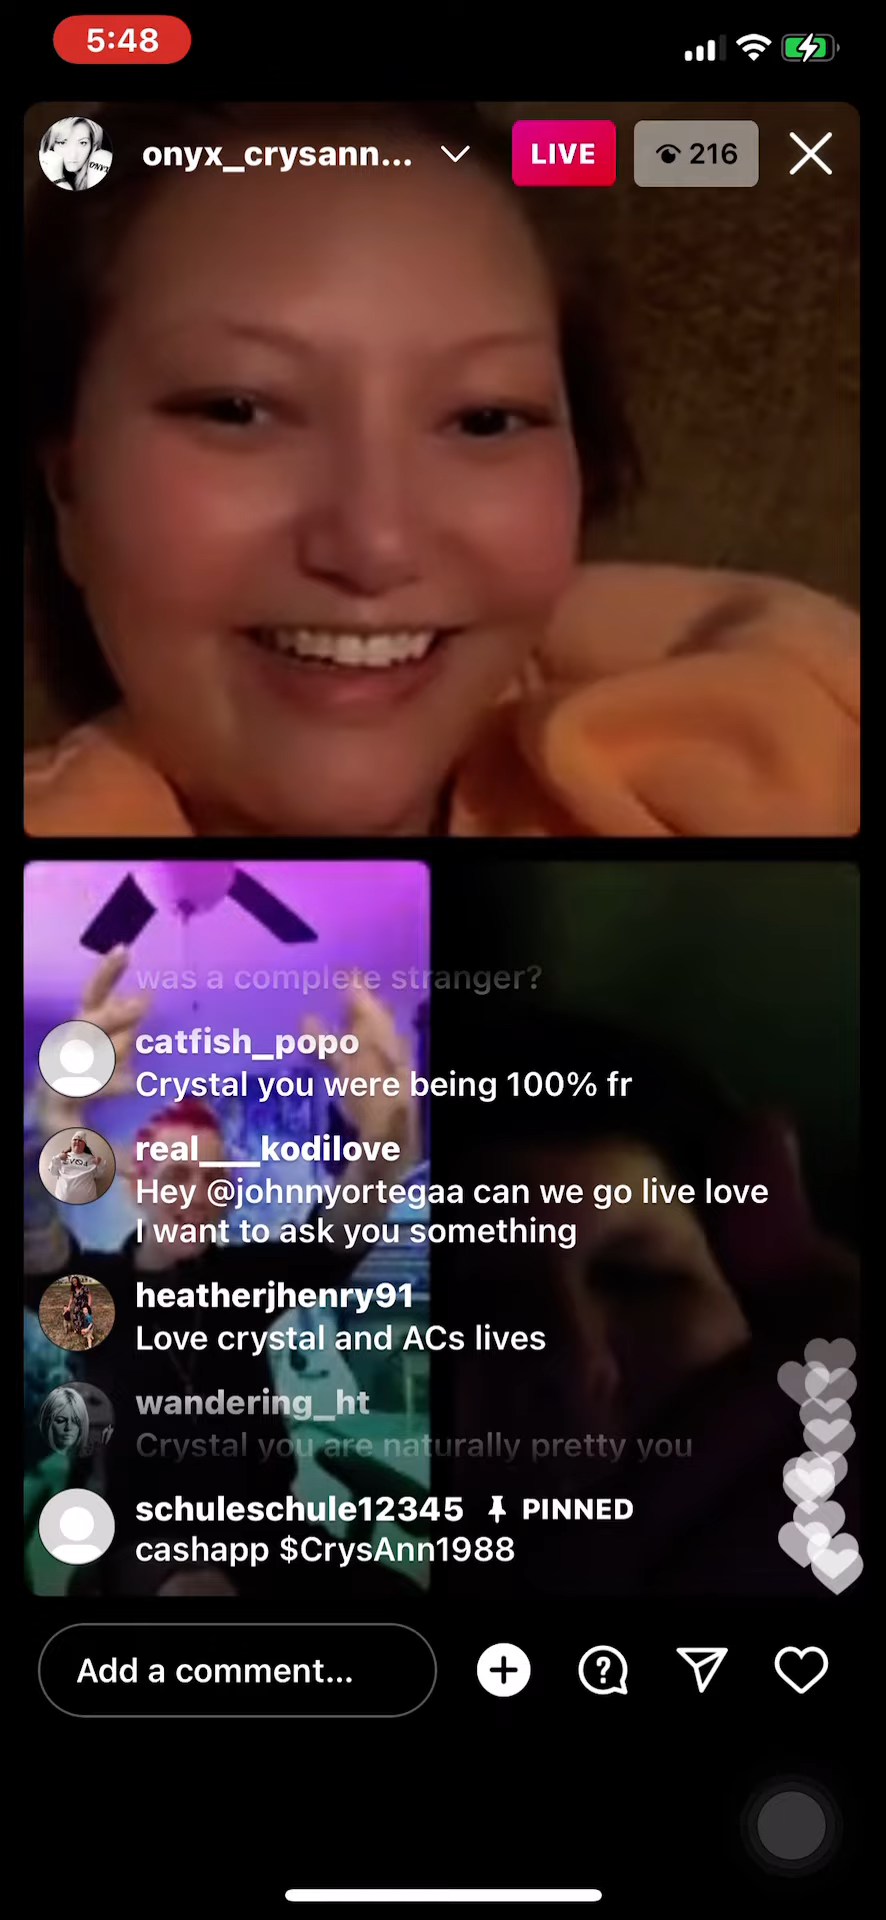 5:48
onyx_crysann...
LIVE
216
was a complete stranger?
catfish_popo
Crystal you were being 100% fr
real___kodilove
Hey @johnnyortegaa can we go live love
I want to ask you something
heatherjhenry91
Love crystal and ACs lives
wandering_ht
Crystal you are naturally pretty you
schuleschule12345 PINNED
cashapp $CrysAnn1988
Add a comment...